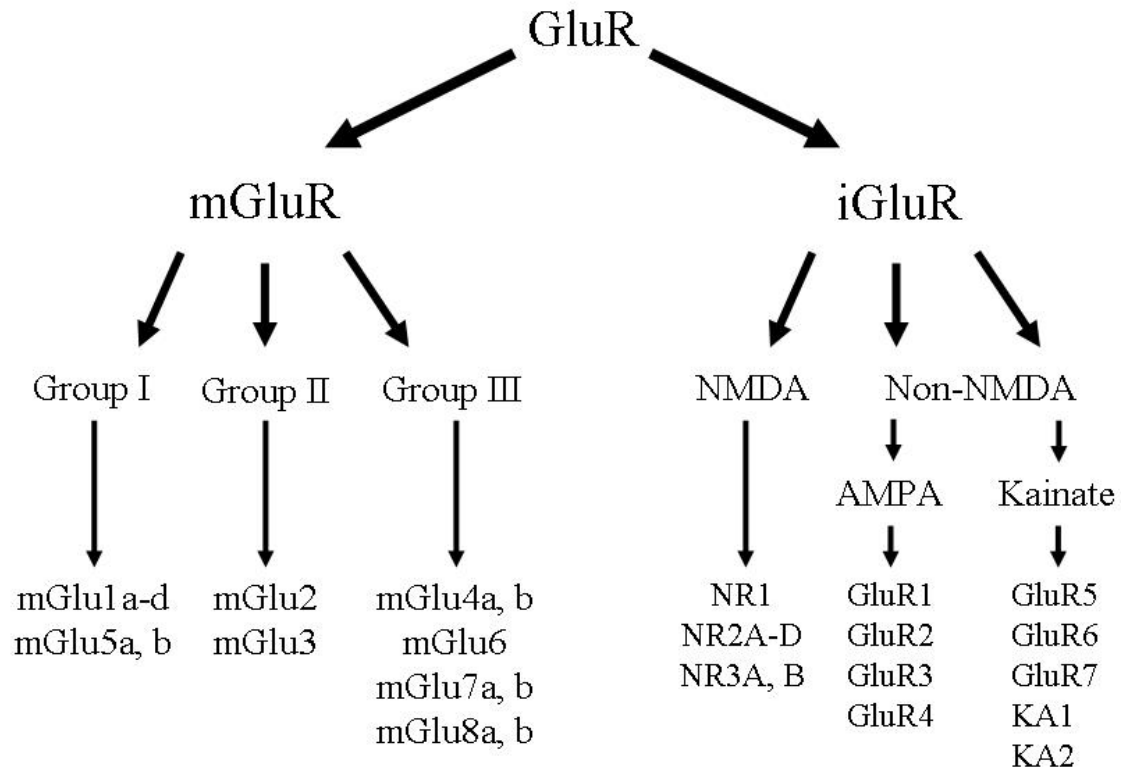 GluR
mGluR iGluR
Group I Group II Group III NMDA Non-NMDA
AMPA Kainate
mGlu1a-d mGlu2 mGlu4a, b NR1 GluR1 GluR5
mGlu5a, b mGlu3 mGlu6 NR2A-D GluR2 GluR6
mGlu7a, b NR3A, B GluR3 GluR7
mGlu8a, b GluR4 KA1
KA2